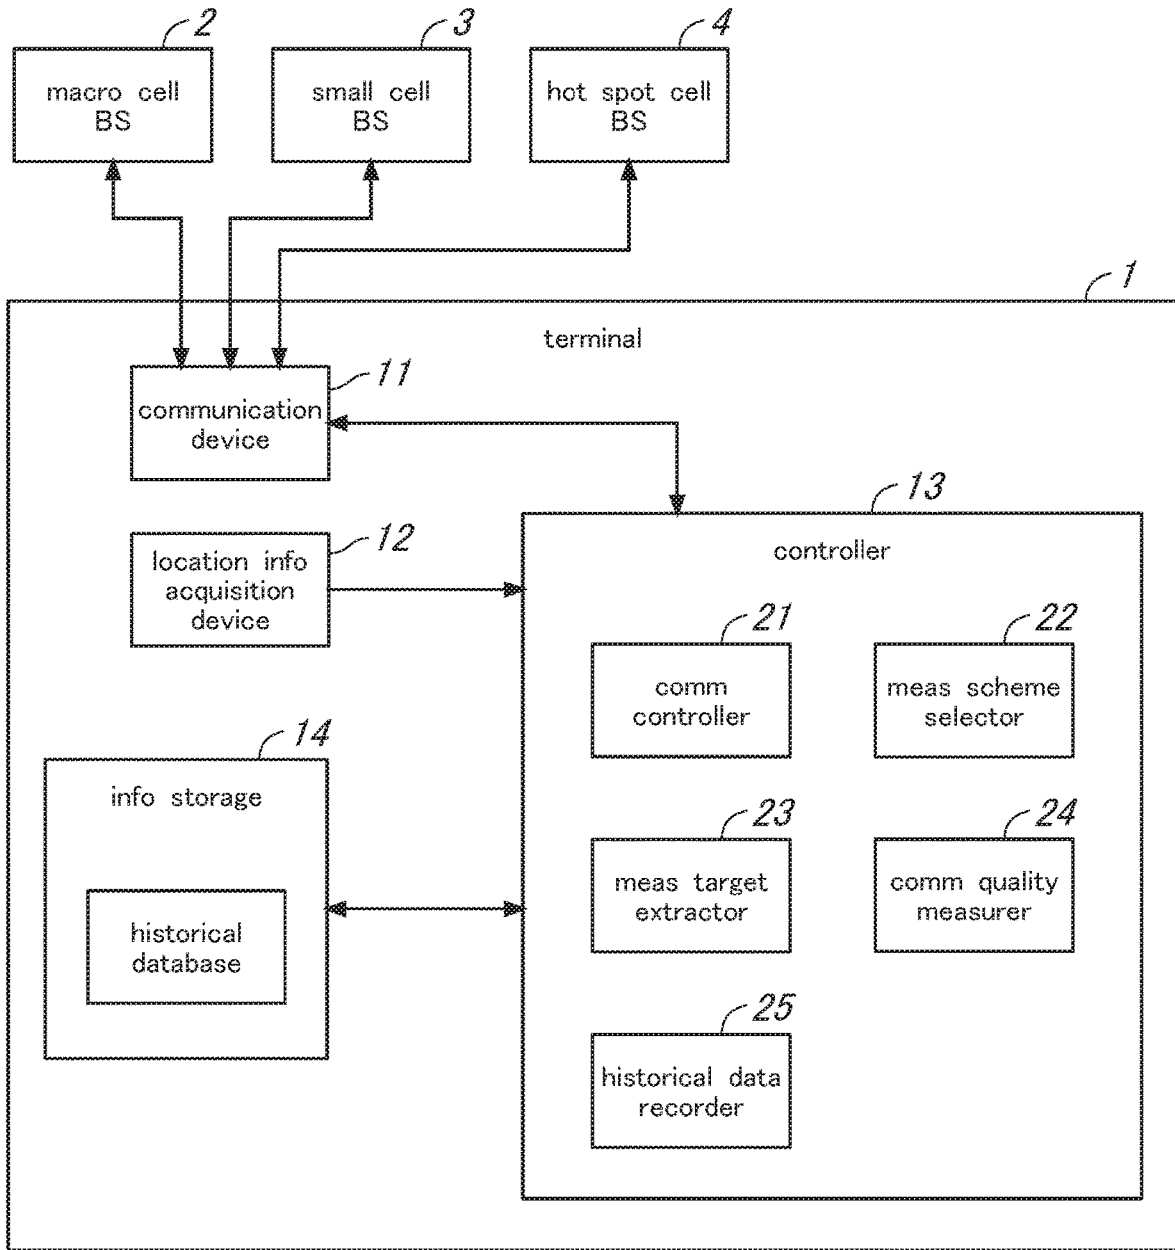 2
3
4
macro cell
BS
small cell
BS
hot spot cell
BS
1
terminal
11
communication
device
13
controller
12
location info
acquisition
device
21
comm
controller
22
meas scheme
selector
14
info storage
historical
database
23
meas target
extractor
24
comm quality
measurer
25
historical data
recorder